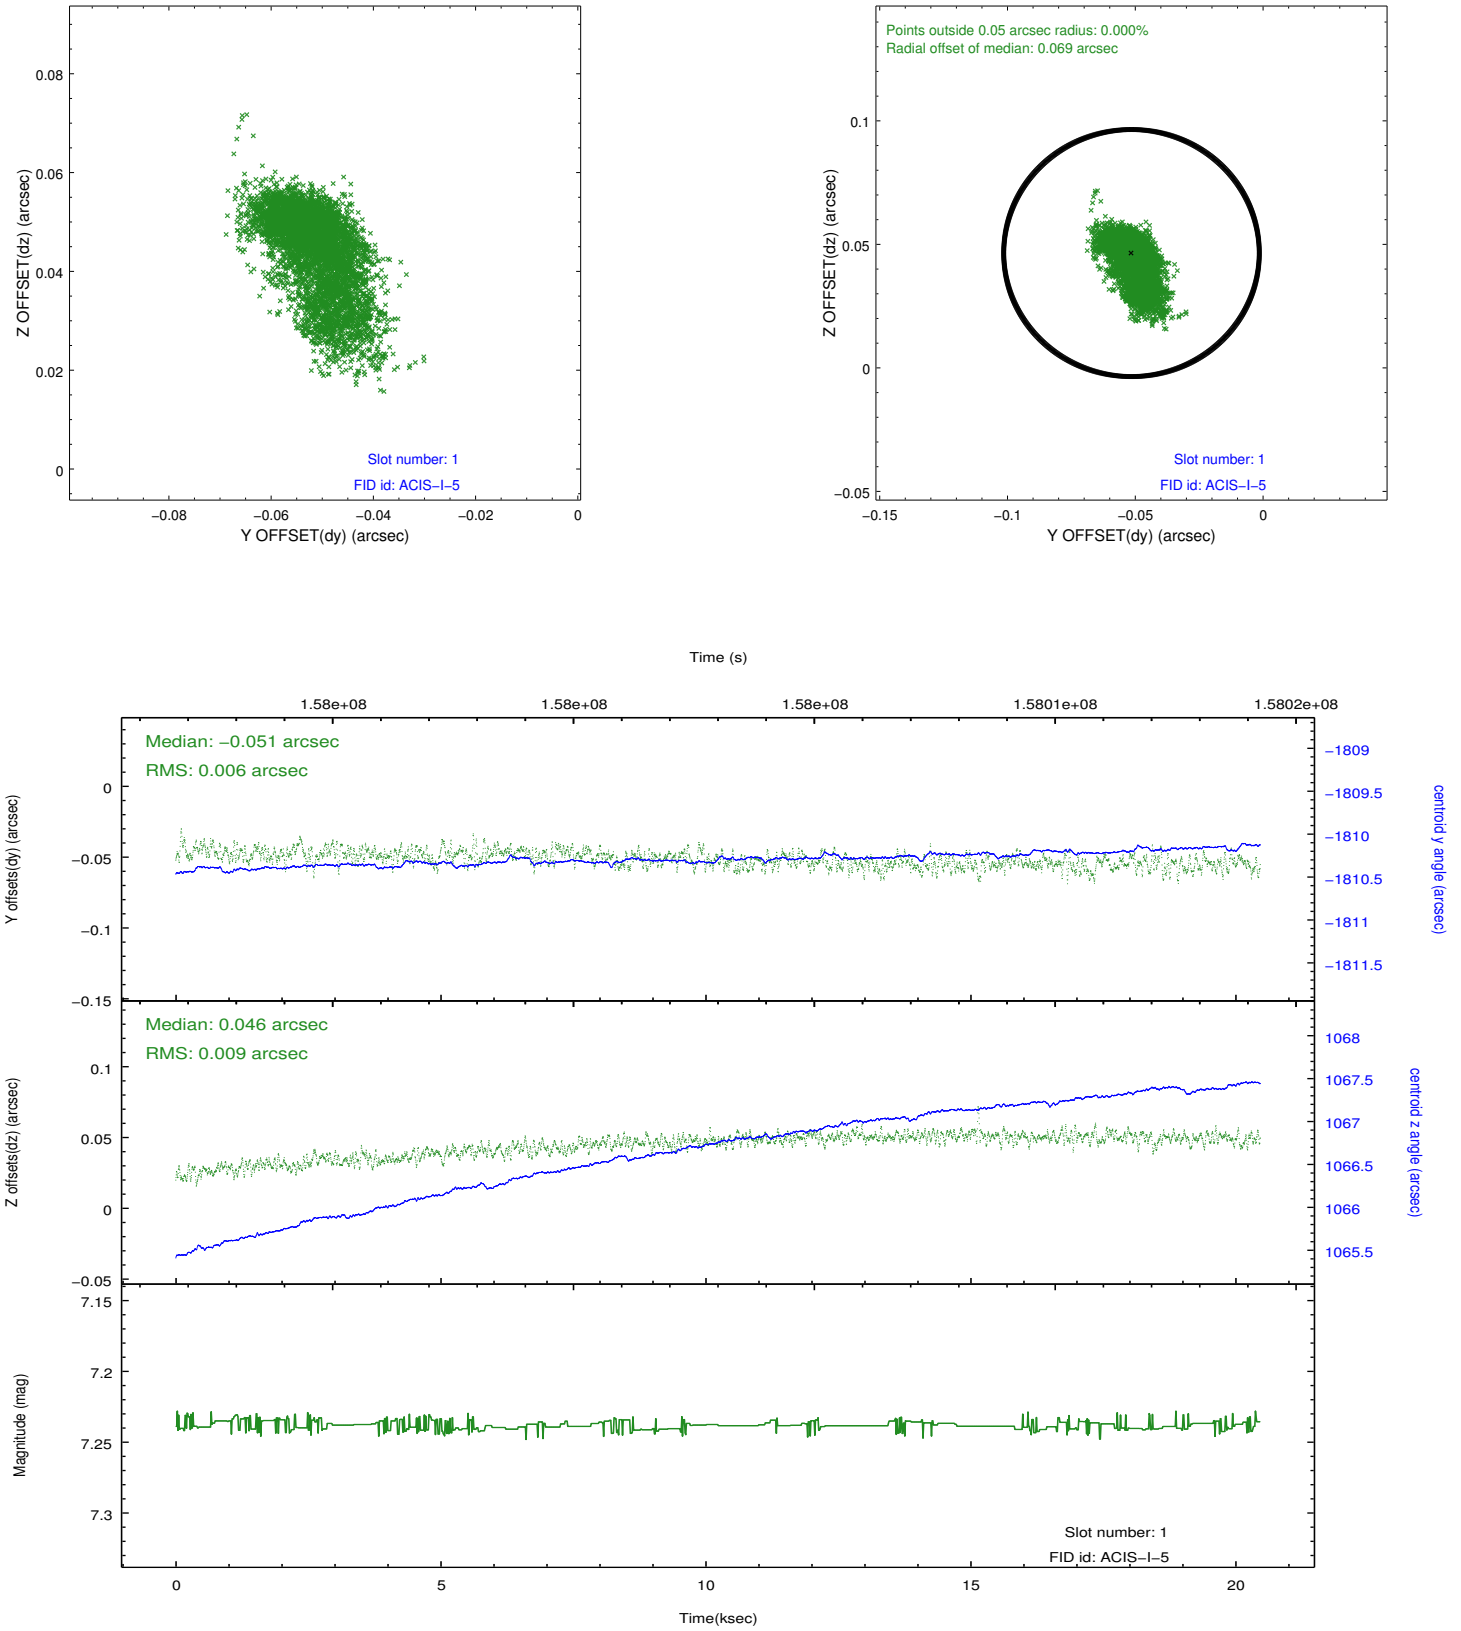 0.08
0.06
0.04
0.02
0
Z OFFSET(dz) (arcsec)
Slot number: 1
FID id: ACIS−I−5
−0.08
−0.06
−0.04
−0.02
0
Y OFFSET(dy) (arcsec)
Points outside 0.05 arcsec radius: 0.000%
Radial offset of median: 0.069 arcsec
0.1
0.05
0
−0.05
Z OFFSET(dz) (arcsec)
Slot number: 1
FID id: ACIS−I−5
−0.15
−0.1
−0.05
0
Y OFFSET(dy) (arcsec)
Time (s)
1.58e+08
1.58e+08
1.58e+08
1.5801e+08
1.5802e+08
Median: −0.051 arcsec
RMS: 0.006 arcsec
0
−0.05
−0.1
−0.15
Y offsets(dy) (arcsec)
−1809
−1809.5
−1810
−1810.5
−1811
−1811.5
centroid y angle (arcsec)
Median: 0.046 arcsec
RMS: 0.009 arcsec
0.1
0.05
0
−0.05
Z offsets(dz) (arcsec)
1068
1067.5
1067
1066.5
1066
1065.5
centroid z angle (arcsec)
7.15
7.2
7.25
7.3
Magnitude (mag)
Slot number: 1
FID id: ACIS−I−5
0
5
10
15
20
Time(ksec)